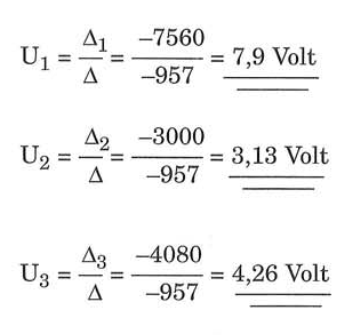 U₁ = Δ₁/Δ = –7560/–957 = 7,9 Volt
U₂ = Δ₂/Δ = –3000/–957 = 3,13 Volt
U₃ = Δ₃/Δ = –4080/–957 = 4,26 Volt